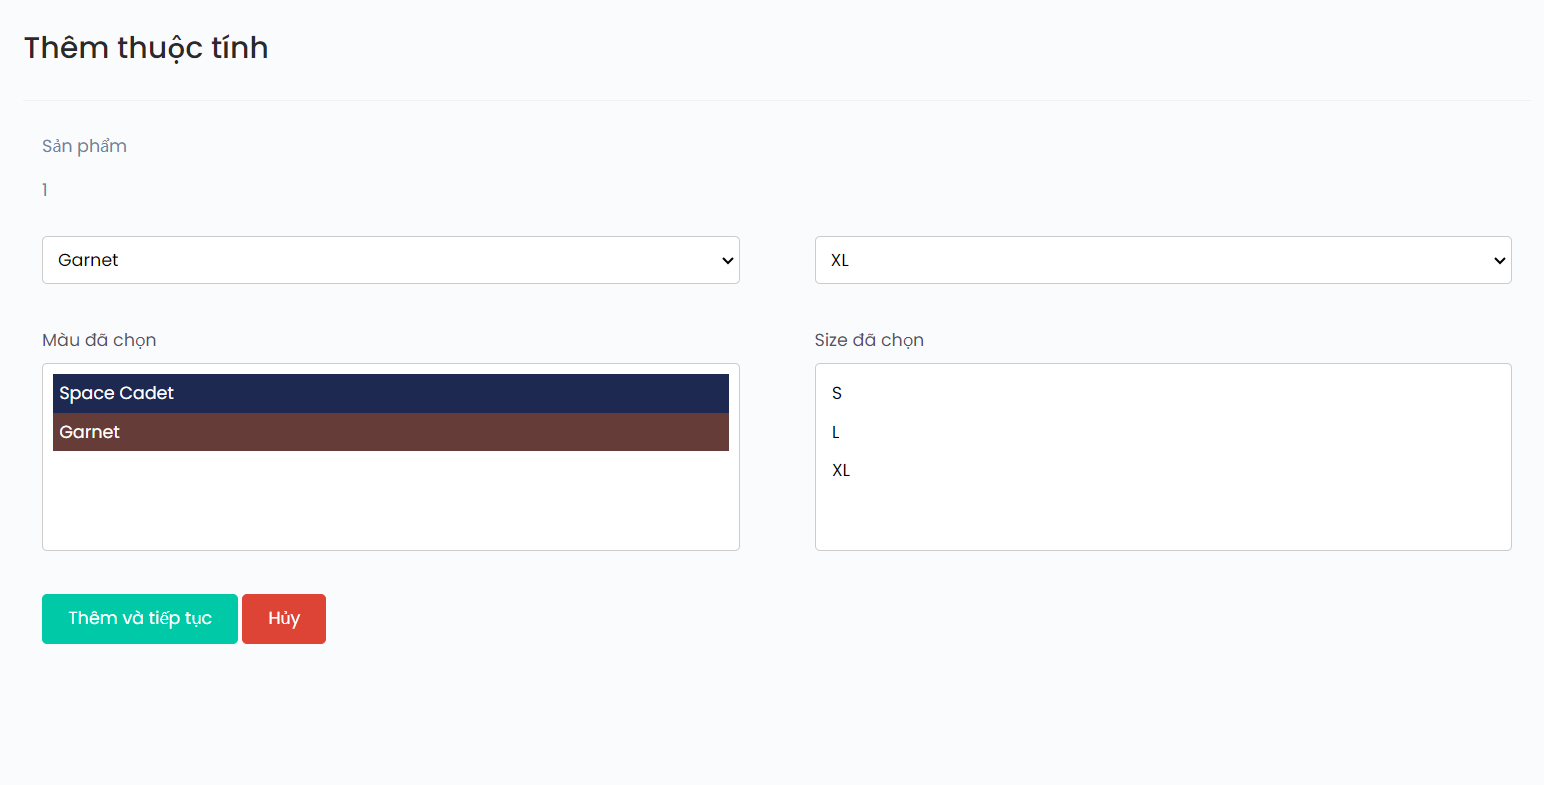 Thêm thuộc tính
Sản phẩm
1
Garnet
XL
Màu đã chọn
Size đã chọn
Space Cadet
Garnet
S
L
XL
Thêm và tiếp tục
Hủy